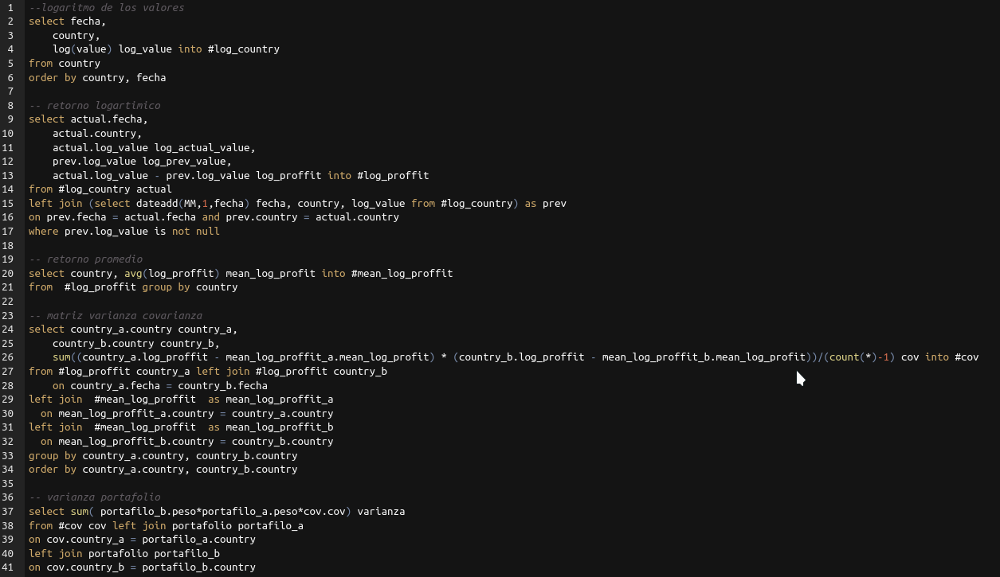 1 --logaritmo de los valores
2 select fecha,
3     country,
4     log(value) log_value into #log_country
5 from country
6 order by country, fecha
7
8 -- retorno logartimico
9 select actual.fecha,
10     actual.country,
11     actual.log_value log_actual_value,
12     prev.log_value log_prev_value,
13     actual.log_value - prev.log_value log_proffit into #log_proffit
14 from #log_country actual
15 left join (select dateadd(MM,1,fecha) fecha, country, log_value from #log_country) as prev
16 on prev.fecha = actual.fecha and prev.country = actual.country
17 where prev.log_value is not null
18
19 -- retorno promedio
20 select country, avg(log_proffit) mean_log_profit into #mean_log_proffit
21 from  #log_proffit group by country
22
23 -- matriz varianza covarianza
24 select country_a.country country_a,
25     country_b.country country_b,
26     sum((country_a.log_proffit - mean_log_proffit_a.mean_log_profit) * (country_b.log_proffit - mean_log_proffit_b.mean_log_profit))/(count(*)-1) cov into #cov
27 from #log_proffit country_a left join #log_proffit country_b
28     on country_a.fecha = country_b.fecha
29 left join  #mean_log_proffit  as mean_log_proffit_a
30   on mean_log_proffit_a.country = country_a.country
31 left join  #mean_log_proffit  as mean_log_proffit_b
32   on mean_log_proffit_b.country = country_b.country
33 group by country_a.country, country_b.country
34 order by country_a.country, country_b.country
35
36 -- varianza portafolio
37 select sum( portafilo_b.peso*portafilo_a.peso*cov.cov) varianza
38 from #cov cov left join portafolio portafilo_a
39 on cov.country_a = portafilo_a.country
40 left join portafolio portafilo_b
41 on cov.country_b = portafilo_b.country